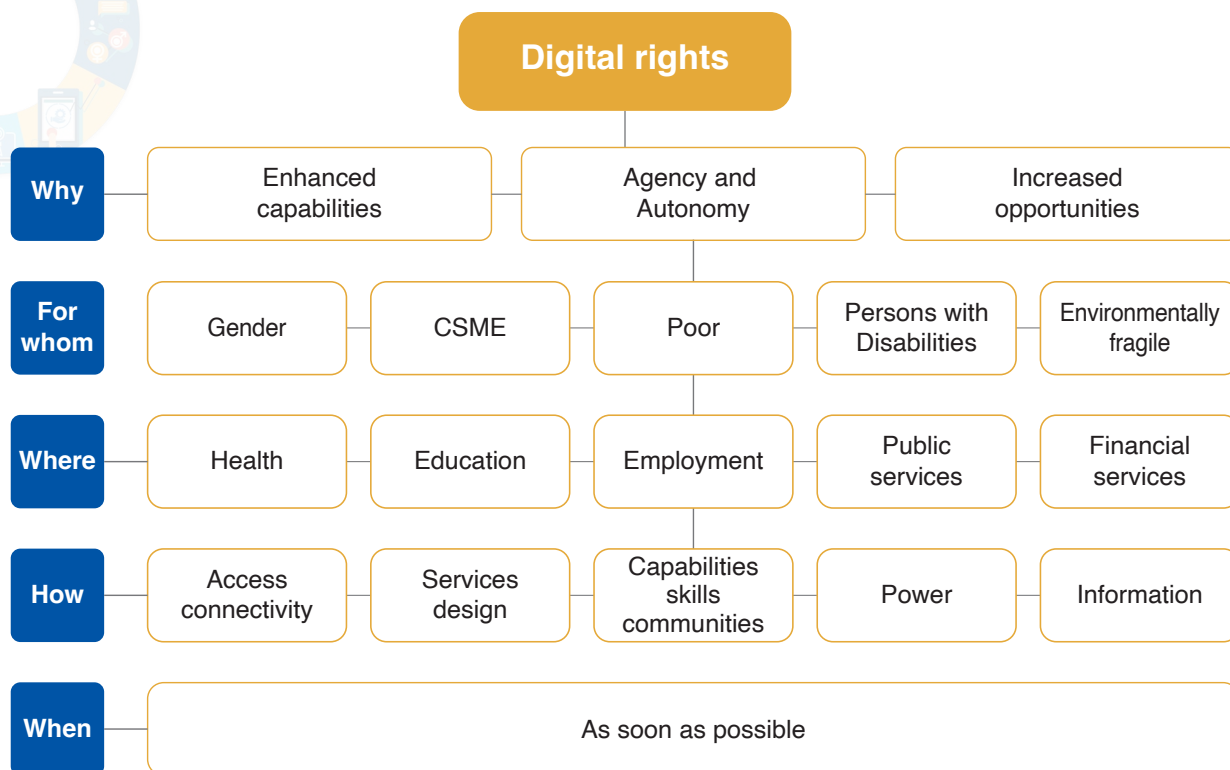 Digital rights
Why
Enhanced
capabilities
Agency and
Autonomy
Increased
opportunities
For
whom
Gender
CSME
Poor
Persons with
Disabilities
Environmentally
fragile
Where
Health
Education
Employment
Public
services
Financial
services
How
Access
connectivity
Services
design
Capabilities
skills
communities
Power
Information
When
As soon as possible